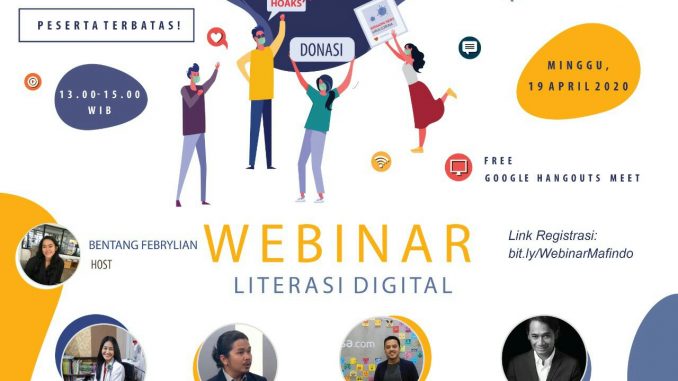 HOAKS
PESERTA TERBATAS!
DONASI
MINGGU,
19 APRIL 2020
13.00-15.00
WIB
FREE
GOOGLE HANGOUTS MEET
BENTANG FEBRYLIAN
HOST
WEBINAR
LITERASI DIGITAL
Link Registrasi:
bit.ly/WebinarMafindo